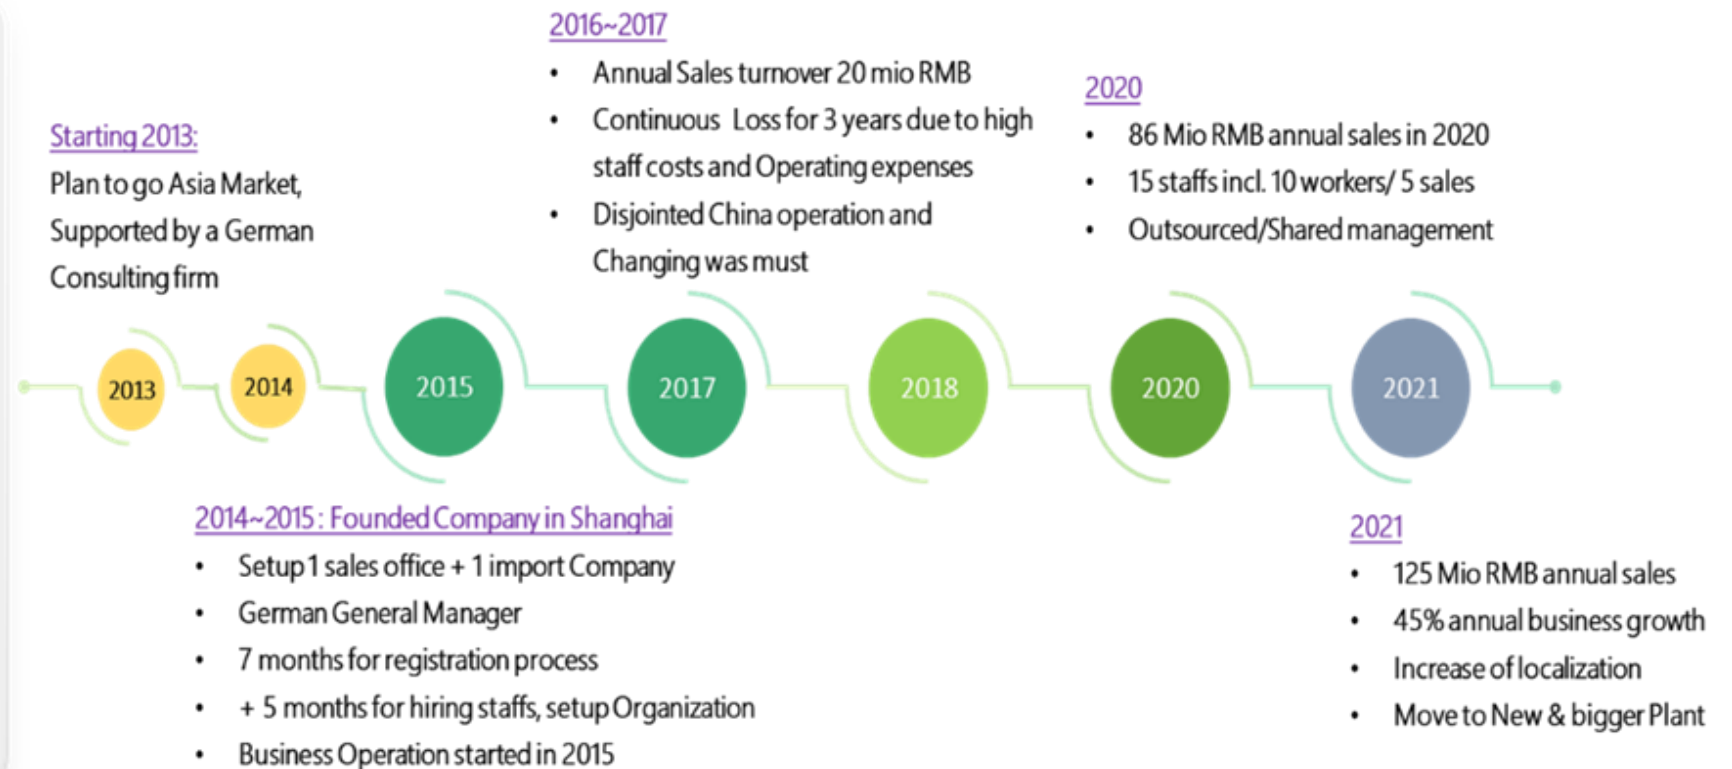 Starting 2013:
Plan to go Asia Market,
Supported by a German
Consulting firm
2016~2017
• Annual Sales turnover 20 mio RMB
• Continuous Loss for 3 years due to high
staff costs and Operating expenses
• Disjointed China operation and
Changing was must
2020
• 86 Mio RMB annual sales in 2020
• 15 staffs incl. 10 workers/ 5 sales
• Outsourced/Shared management
2013
2014
2015
2017
2018
2020
2021
2014~2015 : Founded Company in Shanghai
• Setup 1 sales office + 1 import Company
• German General Manager
• 7 months for registration process
• + 5 months for hiring staffs, setup Organization
• Business Operation started in 2015
2021
• 125 Mio RMB annual sales
• 45% annual business growth
• Increase of localization
• Move to New & bigger Plant